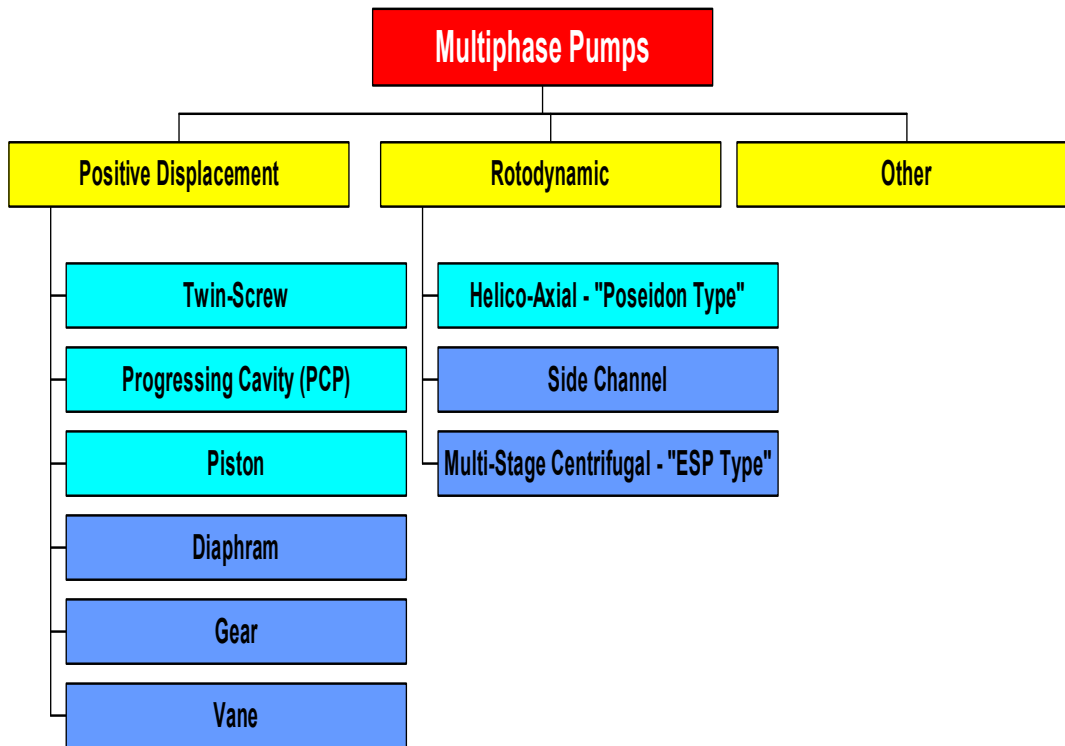 Multiphase Pumps
Positive Displacement
Rotodynamic
Other
Twin-Screw
Progressing Cavity (PCP)
Piston
Diaphram
Gear
Vane
Helico-Axial - "Poseidon Type"
Side Channel
Multi-Stage Centrifugal - "ESP Type"